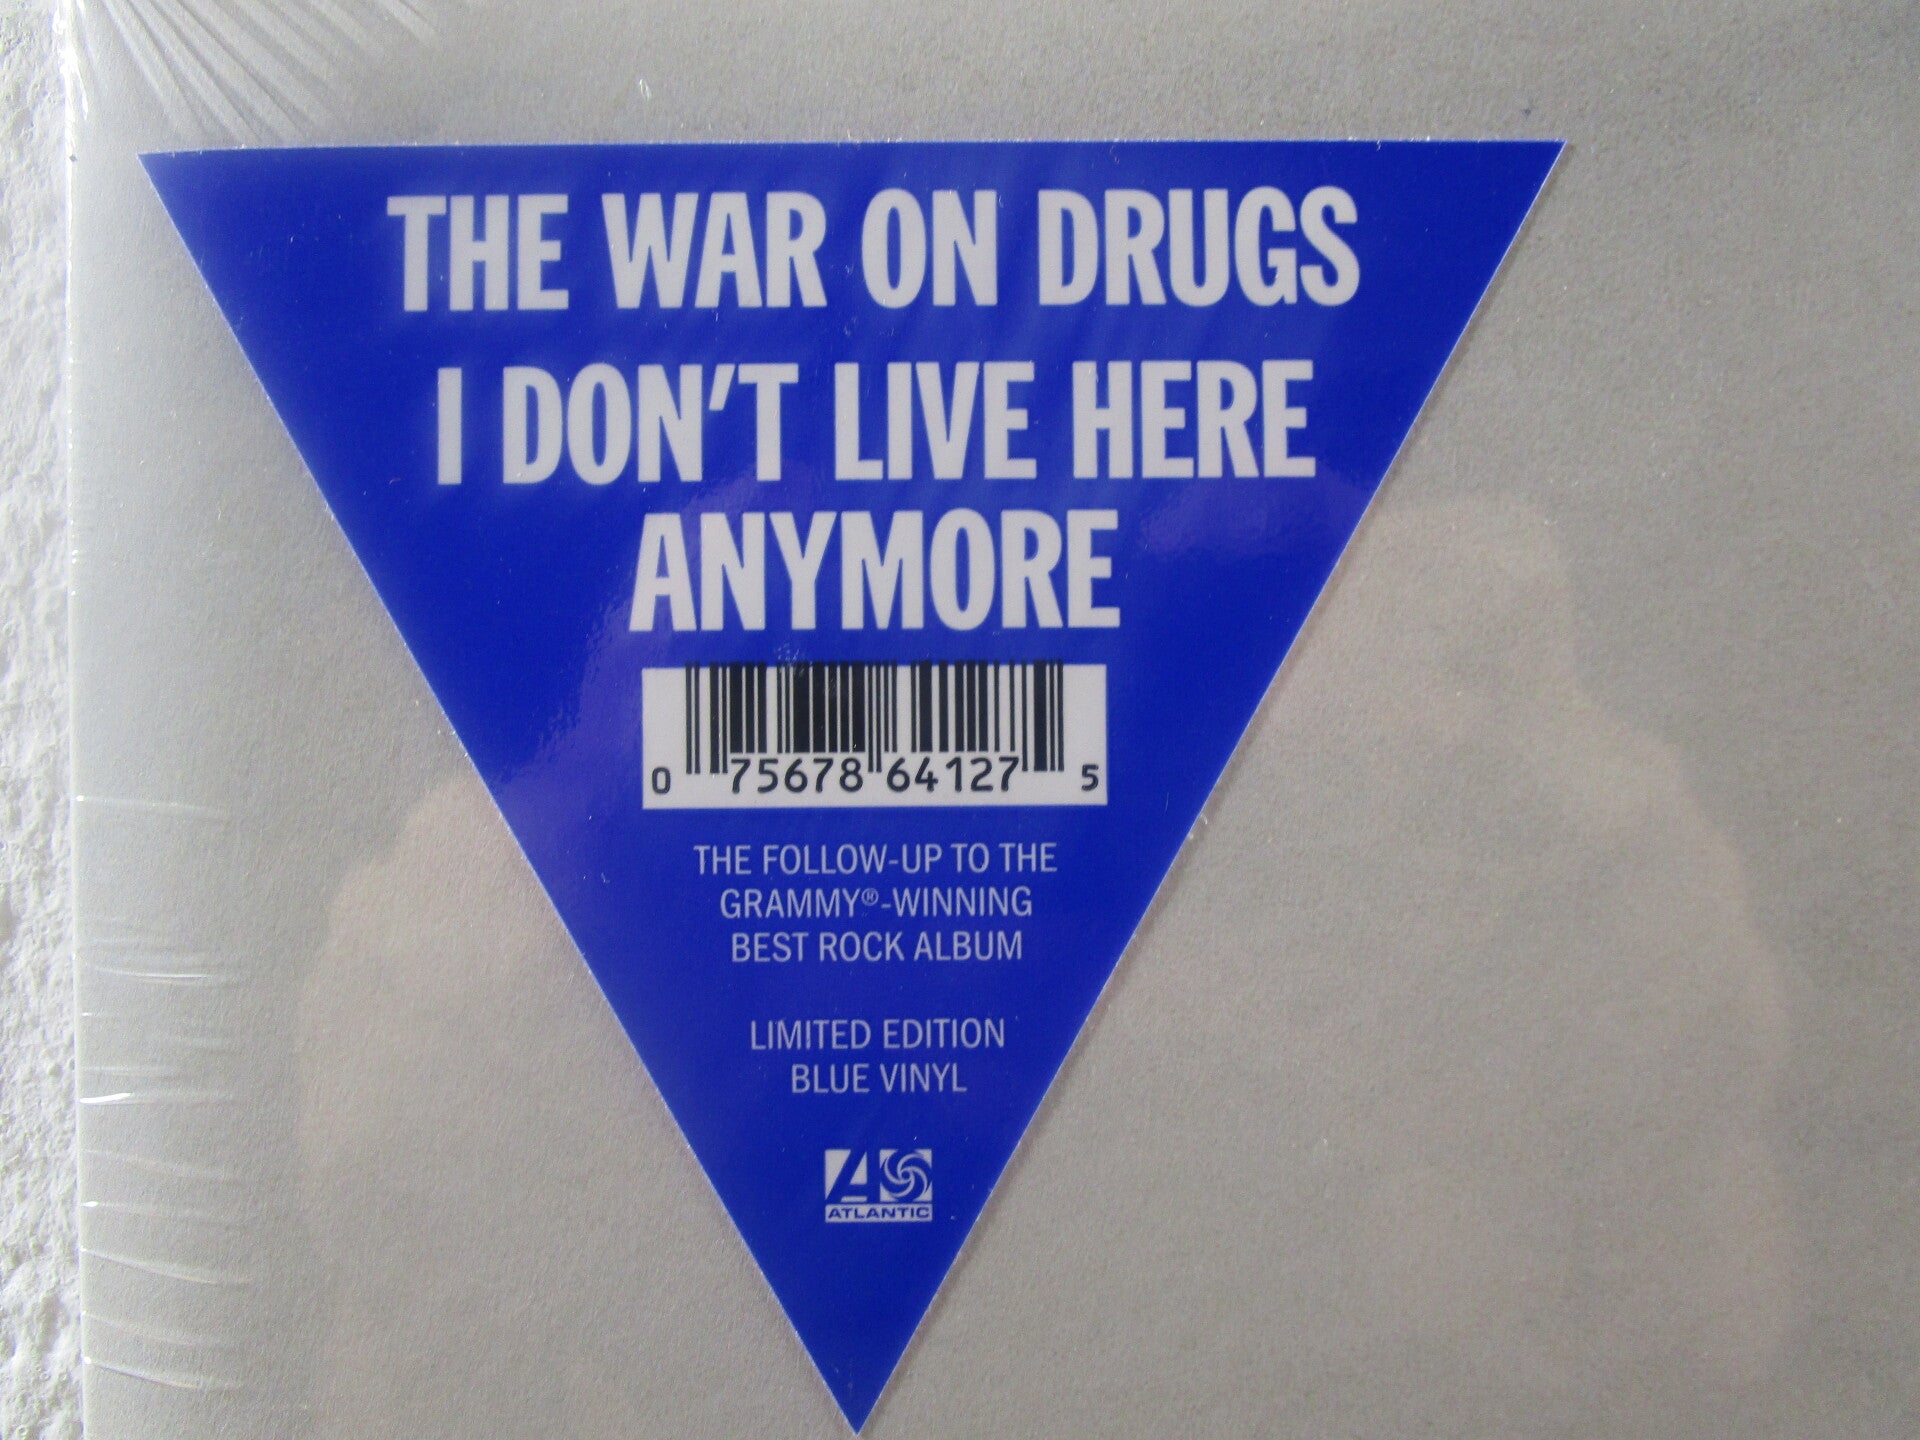 THE WAR ON DRUGS
I DON'T LIVE HERE
ANYMORE
0 75678 64127 5
THE FOLLOW-UP TO THE
GRAMMY®-WINNING
BEST ROCK ALBUM
LIMITED EDITION
BLUE VINYL
ATLANTIC